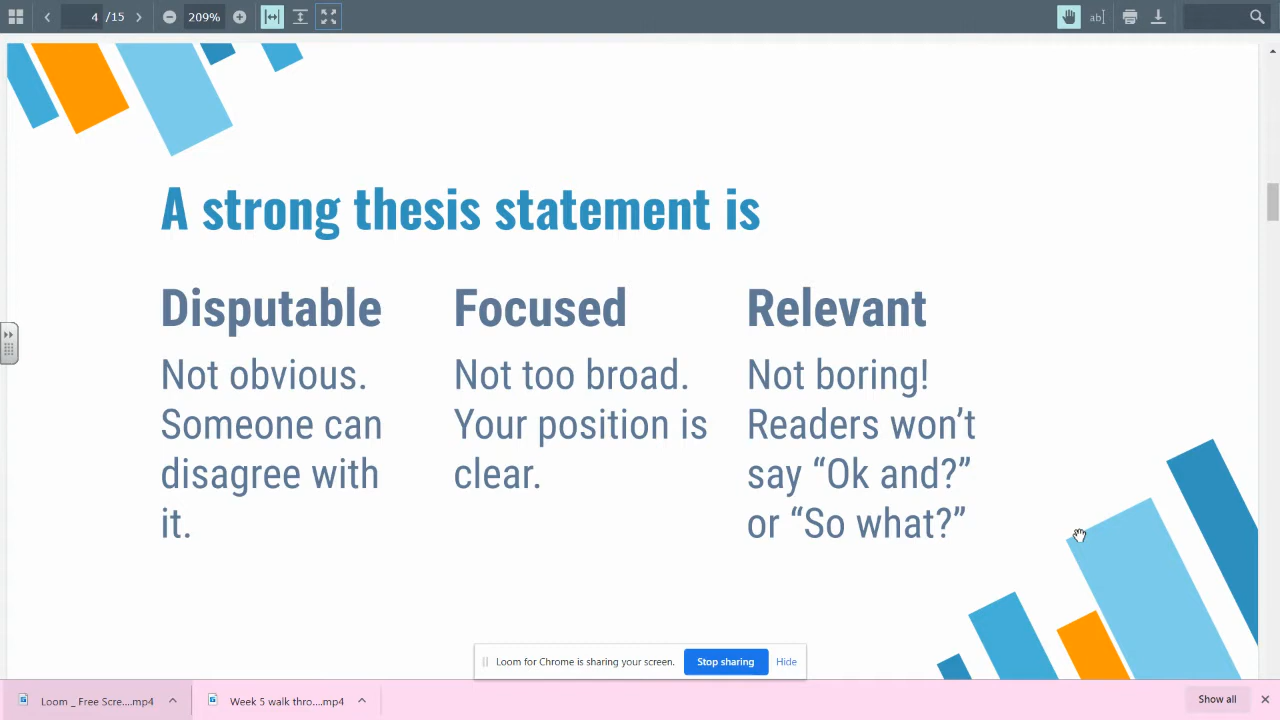 4 /15
209%
ab
A strong thesis statement is
Disputable
Not obvious.
Someone can
disagree with
it.
Focused
Not too broad.
Your position is
clear.
Relevant
Not boring!
Readers won't
say “Ok and?”
or “So what?”
Loom for Chrome is sharing your screen.
Stop sharing
Hide
Loom _ Free Scre....mp4
Week 5 walk thro....mp4
Show all